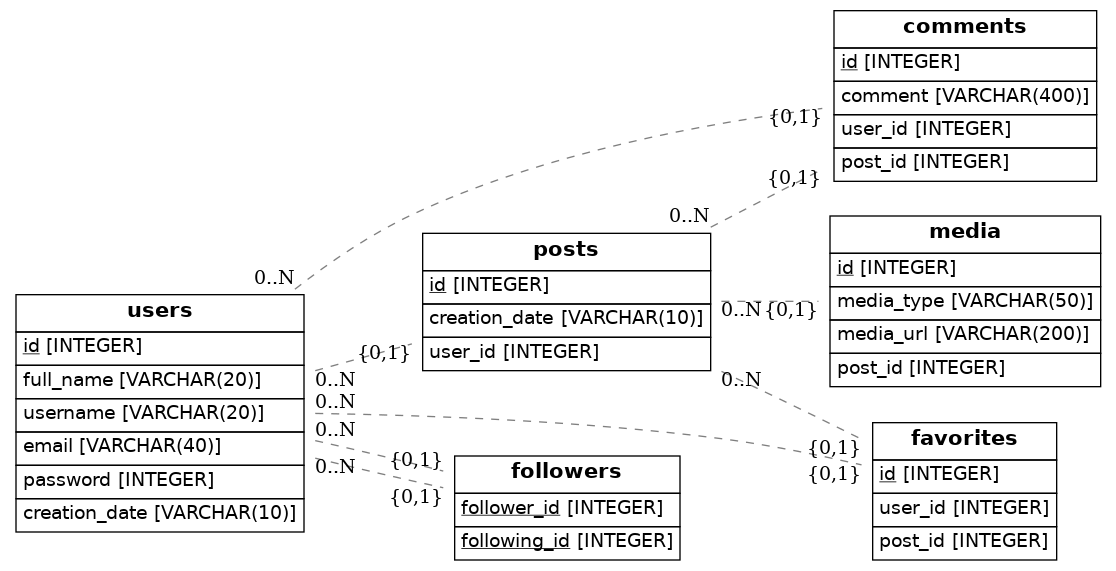 comments
id [INTEGER]
comment [VARCHAR(400)]
user_id [INTEGER]
post_id [INTEGER]
{0,1}
{0,1}
0..N
0..N
posts
id [INTEGER]
creation_date [VARCHAR(10)]
user_id [INTEGER]
media
id [INTEGER]
media_type [VARCHAR(50)]
media_url [VARCHAR(200)]
post_id [INTEGER]
0..N
{0,1}
users
id [INTEGER]
full_name [VARCHAR(20)]
username [VARCHAR(20)]
email [VARCHAR(40)]
password [INTEGER]
creation_date [VARCHAR(10)]
{0,1}
0..N
0..N
0..N
0..N
0..N
{0,1}
{0,1}
followers
follower_id [INTEGER]
following_id [INTEGER]
{0,1}
{0,1}
favorites
id [INTEGER]
user_id [INTEGER]
post_id [INTEGER]